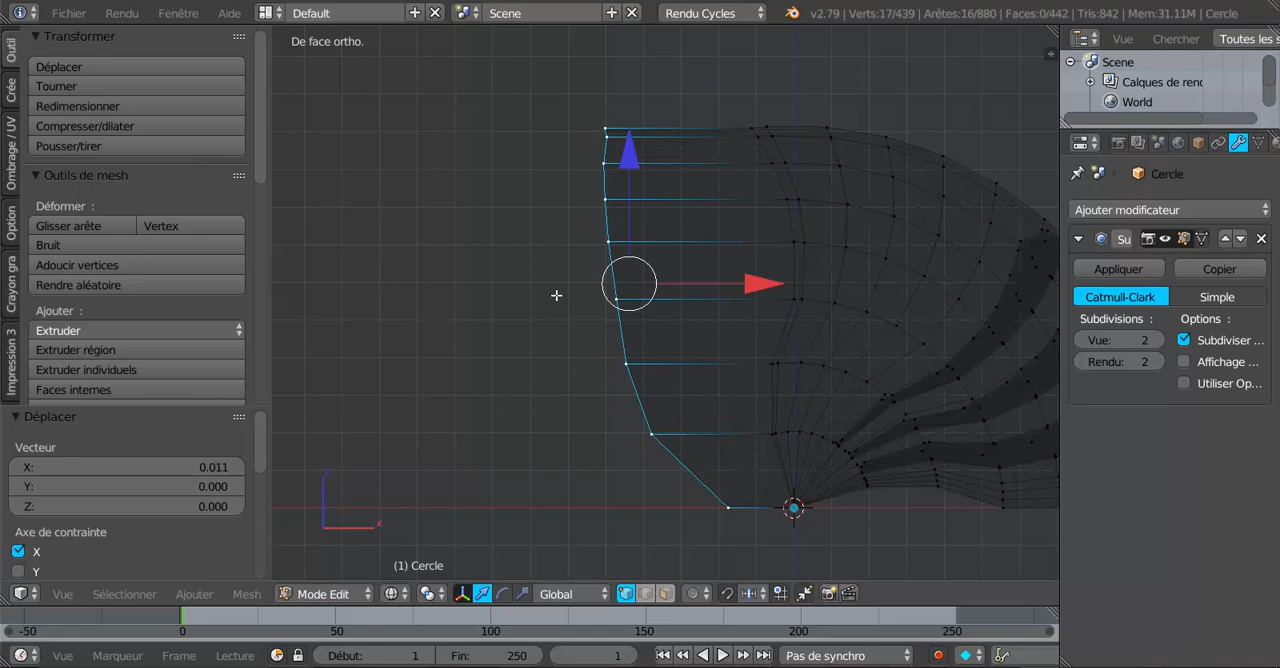 Fichier Rendu Fenêtre Aide Default Scene Rendu Cycles v2.79 | Verts:17/439 | Arêtes:16/880 | Faces:0/442 | Tris:842 | Mem:31.11M | Cercle
Transformer
Déplacer
Tourner
Redimensionner
Compresser/dilater
Pousser/tirer
Outils de mesh
Déformer :
Glisser arête Vertex
Bruit
Adoucir vertices
Rendre aléatoire
Ajouter :
Extruder
Extruder région
Extruder individuels
Faces internes
Outil
Crée
Ombrage / UV
Option
Crayon gra
Impression 3
Déplacer
Vecteur
X: 0.011
Y: 0.000
Z: 0.000
Axe de contrainte
X
Y
De face ortho.
z
x
(1) Cercle
Vue Chercher Toutes les s
Scene
Calques de renc
World
Cercle
Ajouter modificateur
Su
Appliquer Copier
Catmull-Clark Simple
Subdivisions : Options :
Vue: 2 Subdiviser ...
Rendu: 2 Affichage ...
Utiliser Op...
Vue Sélectionner Ajouter Mesh Mode Edit Global
-50 0 50 100 150 200 250
Vue Marqueur Frame Lecture Début: 1 Fin: 250 1 Pas de synchro